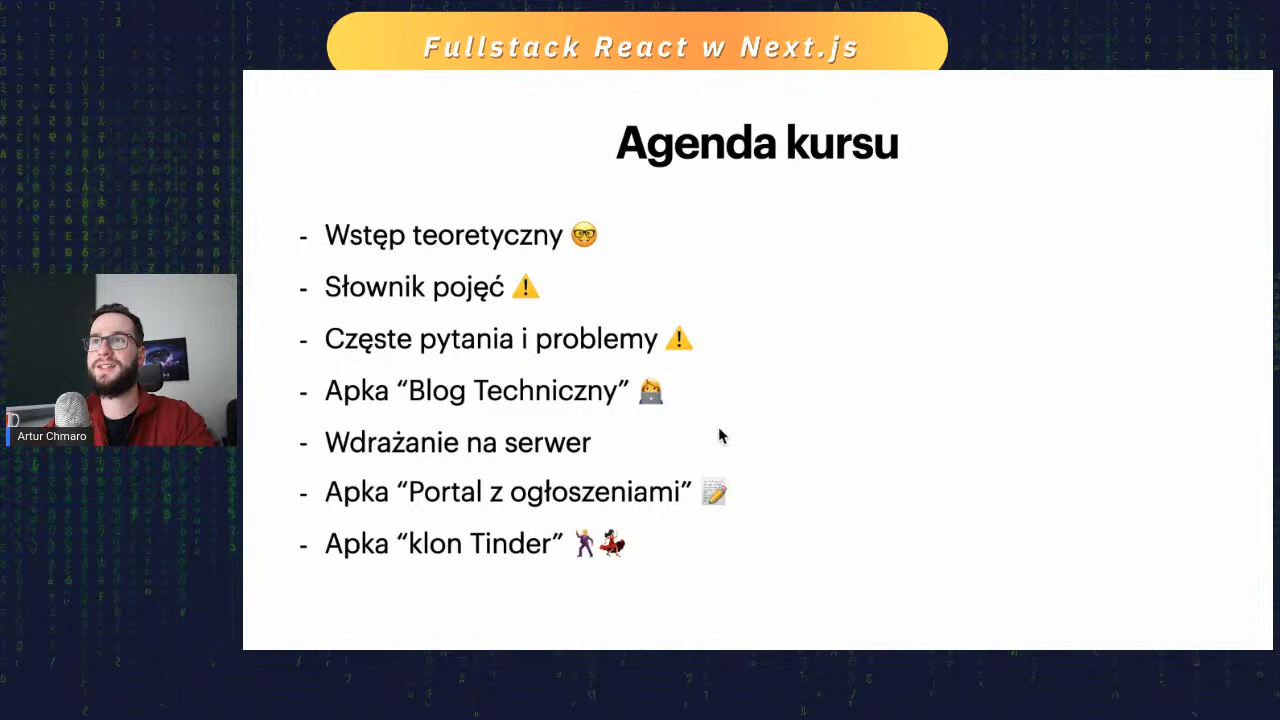 Fullstack React w Next.js
Agenda kursu
- Wstęp teoretyczny 🤓
- Słownik pojęć ⚠️
- Częste pytania i problemy ⚠️
- Apka “Blog Techniczny” 👩‍💻
- Wdrażanie na serwer
- Apka “Portal z ogłoszeniami” 📝
- Apka “klon Tinder” 🕺💃
Artur Chmaro